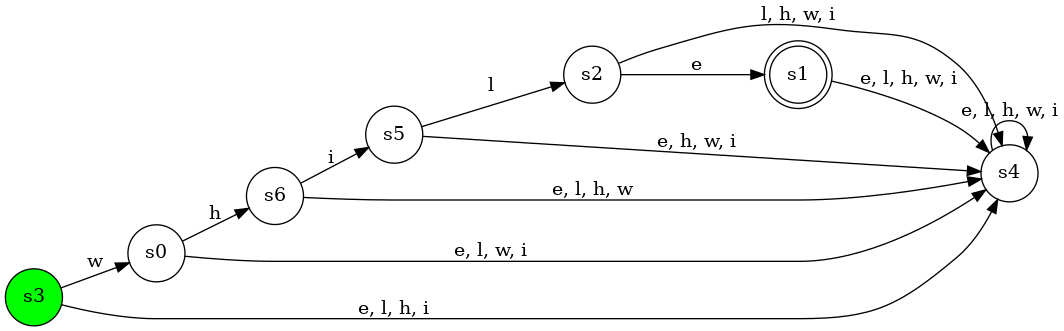 l, h, w, i
s2
e
s1
e, l, h, w, i
e, l, h, w, i
l
s5
e, h, w, i
s4
i
s6
e, l, h, w
h
s0
e, l, w, i
w
s3
e, l, h, i